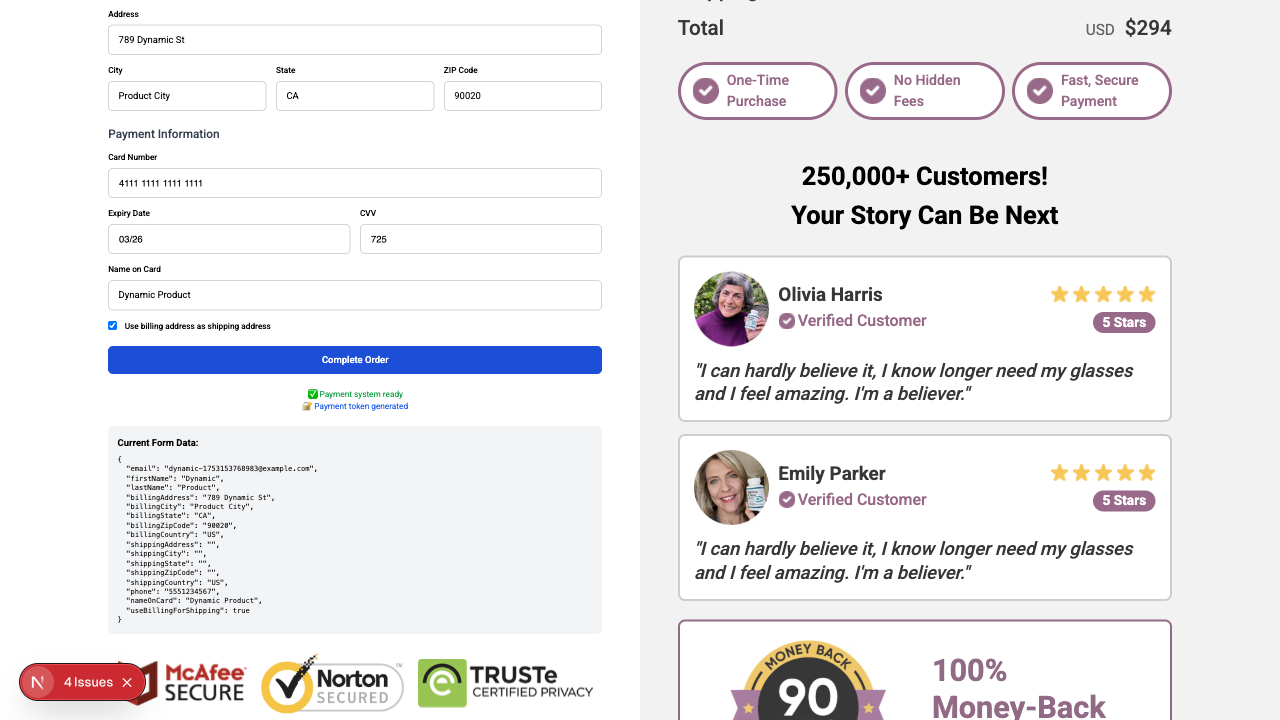 Address
789 Dynamic St
City
State
ZIP Code
Product City
CA
90020
Payment Information
Card Number
4111 1111 1111 1111
Expiry Date
CVV
03/26
725
Name on Card
Dynamic Product
Use billing address as shipping address
Complete Order
✅ Payment system ready
🔐 Payment token generated
Current Form Data:
{
"email": "dynamic-1753153768983@example.com",
"firstName": "Dynamic",
"lastName": "Product",
"billingAddress": "789 Dynamic St",
"billingCity": "Product City",
"billingState": "CA",
"billingZipCode": "90020",
"billingCountry": "US",
"shippingAddress": "",
"shippingCity": "",
"shippingState": "",
"shippingZipCode": "",
"shippingCountry": "US",
"phone": "5551234567",
"nameOnCard": "Dynamic Product",
"useBillingForShipping": true
}
N 4 Issues
McAfee™
SECURE
Norton™
SECURED
TRUSTe
CERTIFIED PRIVACY
Total
USD $294
One-Time
Purchase
No Hidden
Fees
Fast, Secure
Payment
250,000+ Customers!
Your Story Can Be Next
Olivia Harris
Verified Customer
5 Stars
"I can hardly believe it, I know longer need my glasses
and I feel amazing. I'm a believer."
Emily Parker
Verified Customer
5 Stars
"I can hardly believe it, I know longer need my glasses
and I feel amazing. I'm a believer."
MONEY BACK
90
100%
Money-Back